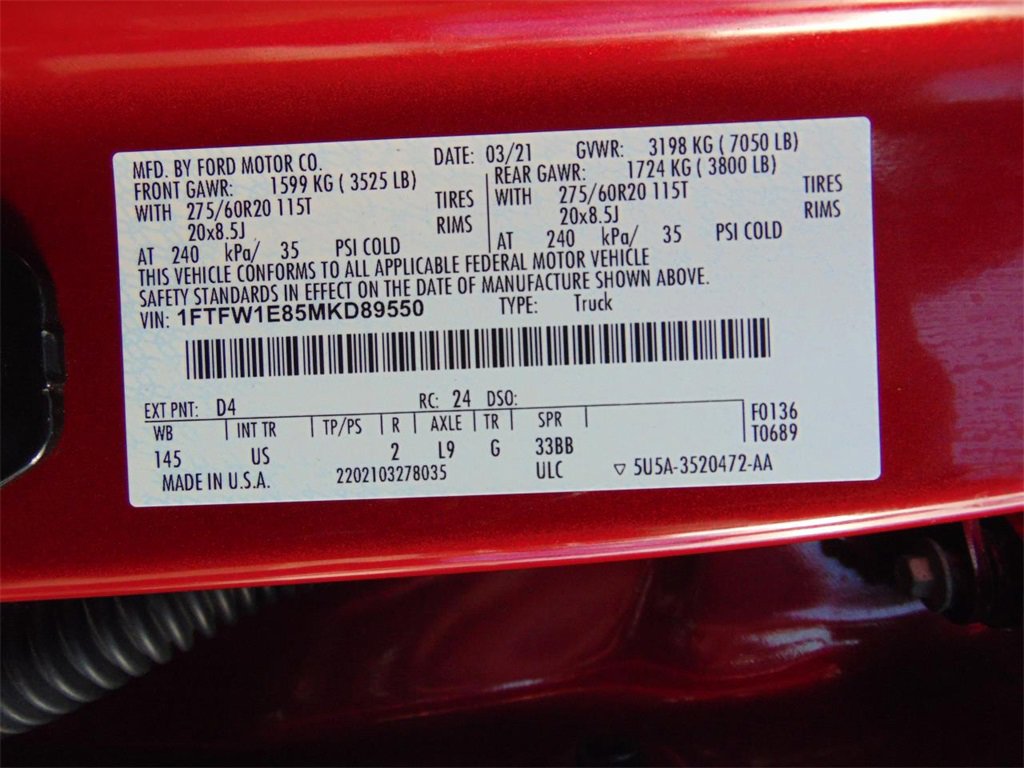 MFD. BY FORD MOTOR CO. DATE: 03/21 GVWR: 3198 KG ( 7050 LB)
FRONT GAWR: 1599 KG ( 3525 LB) REAR GAWR: 1724 KG ( 3800 LB)
WITH 275/60R20 115T TIRES WITH 275/60R20 115T TIRES
20x8.5J RIMS 20x8.5J RIMS
AT 240 kPa/ 35 PSI COLD AT 240 kPa/ 35 PSI COLD
THIS VEHICLE CONFORMS TO ALL APPLICABLE FEDERAL MOTOR VEHICLE
SAFETY STANDARDS IN EFFECT ON THE DATE OF MANUFACTURE SHOWN ABOVE.
VIN: 1FTFW1E85MKD89550 TYPE: Truck
EXT PNT: D4 RC: 24 DSO:
WB INT TR TP/PS R AXLE TR SPR F0136
145 US 2 L9 G 33BB T0689
MADE IN U.S.A. 2202103278035 ULC ▽ 5U5A-3520472-AA